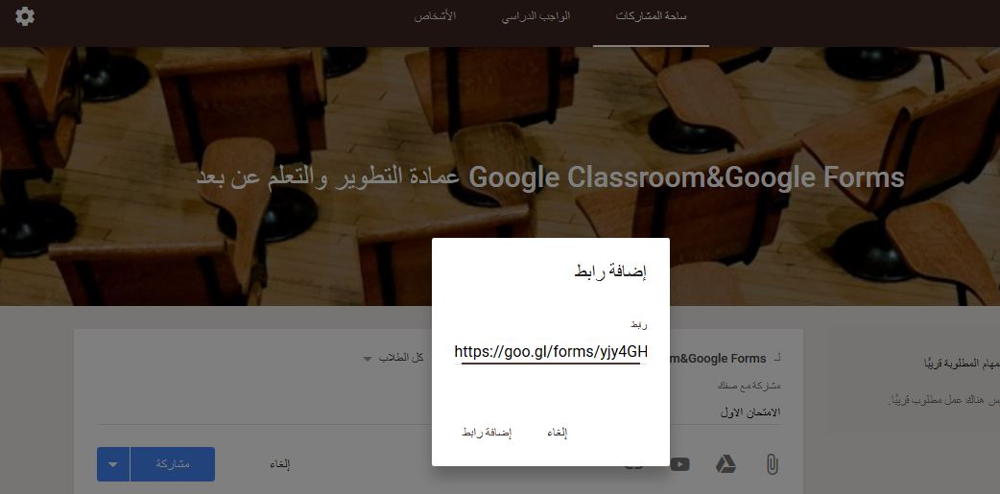 ساحة المشاركات
الواجب الدراسي
الأشخاص
Google Classroom&Google Forms عمادة التطوير والتعلم عن بعد
إضافة رابط
رابط
https://goo.gl/forms/yjy4GH
إلغاء
إضافة رابط
لـ
&Google Forms
كل الطلاب
مشاركة مع صفك
الامتحان الاول
إلغاء
مشاركة
المطلوبة قريبًا
هناك عمل مطلوب قريبًا.